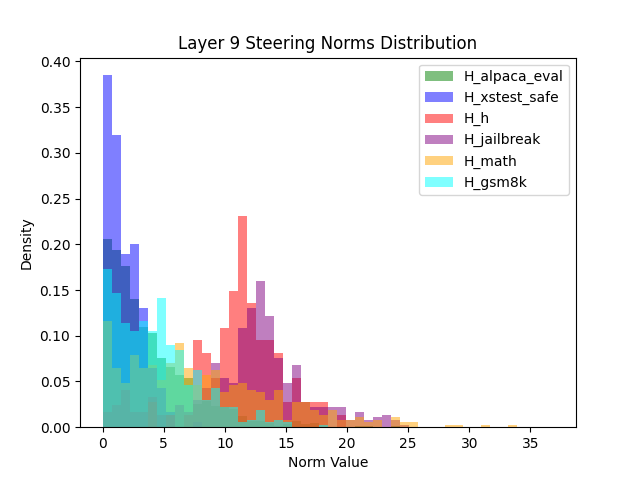 Layer 9 Steering Norms Distribution
H_alpaca_eval
H_xstest_safe
H_h
H_jailbreak
H_math
H_gsm8k
Density
0.40
0.35
0.30
0.25
0.20
0.15
0.10
0.05
0.00
0 5 10 15 20 25 30 35
Norm Value